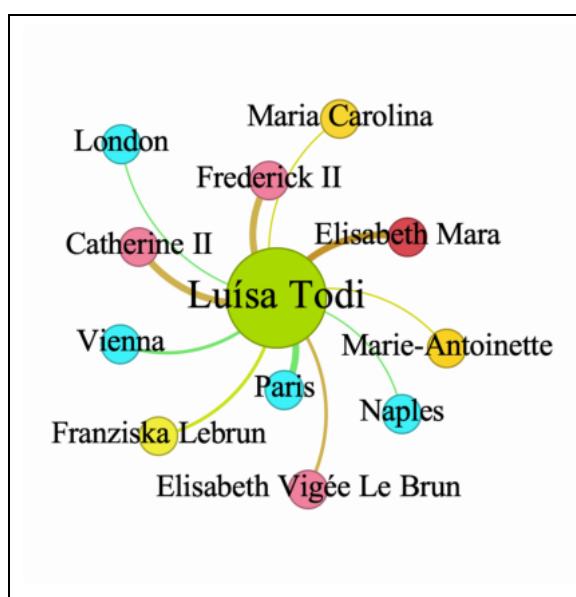 Maria Carolina
London
Frederick II
Elisabeth Mara
Catherine II
Luísa Todi
Vienna
Marie-Antoinette
Paris
Naples
Franziska Lebrun
Elisabeth Vigée Le Brun